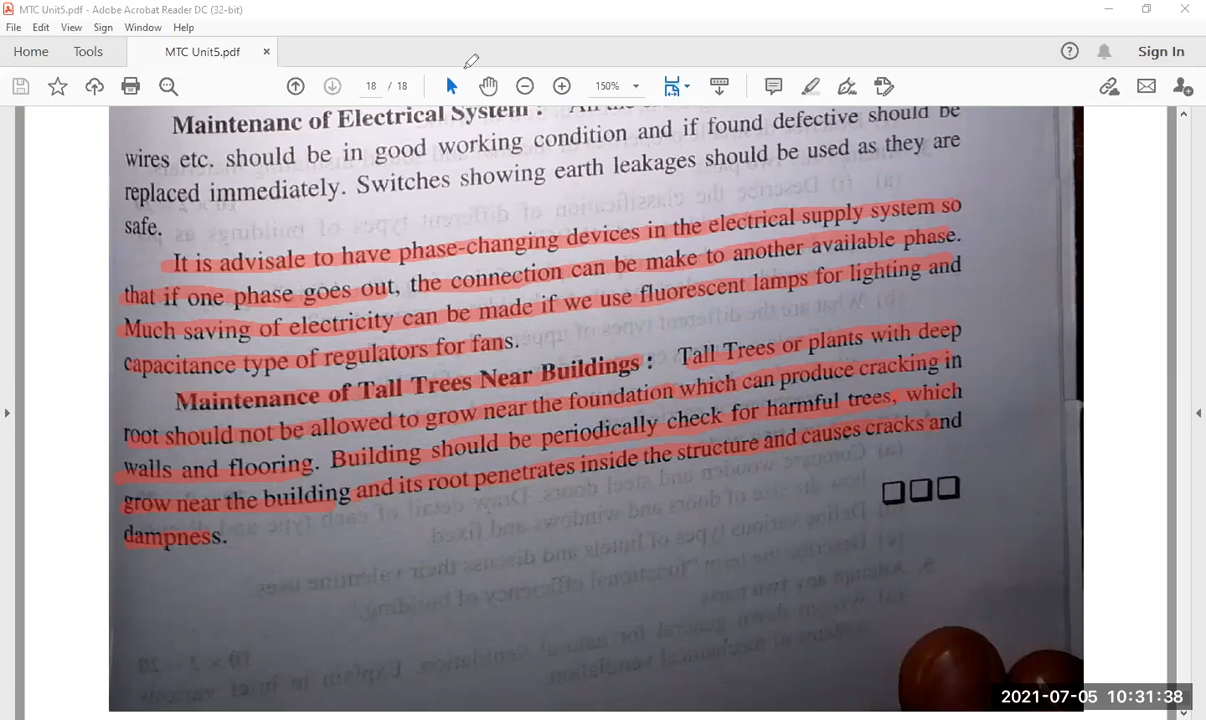 MTC Unit5.pdf - Adobe Acrobat Reader DC (32-bit)
File Edit View Sign Window Help
Home Tools MTC Unit5.pdf × Sign In
18 / 18 150%
Maintenanc of Electrical System :
wires etc. should be in good working condition and if found defective should be
replaced immediately. Switches showing earth leakages should be used as they are
safe.
It is advisale to have phase-changing devices in the electrical supply system so
that if one phase goes out, the connection can be make to another available phase.
Much saving of electricity can be made if we use fluorescent lamps for lighting and
capacitance type of regulators for fans.
Maintenance of Tall Trees Near Buildings : Tall Trees or plants with deep
root should not be allowed to grow near the foundation which can produce cracking in
walls and flooring. Building should be periodically check for harmful trees, which
grow near the building and its root penetrates inside the structure and causes cracks and
dampness.
2021-07-05 10:31:38